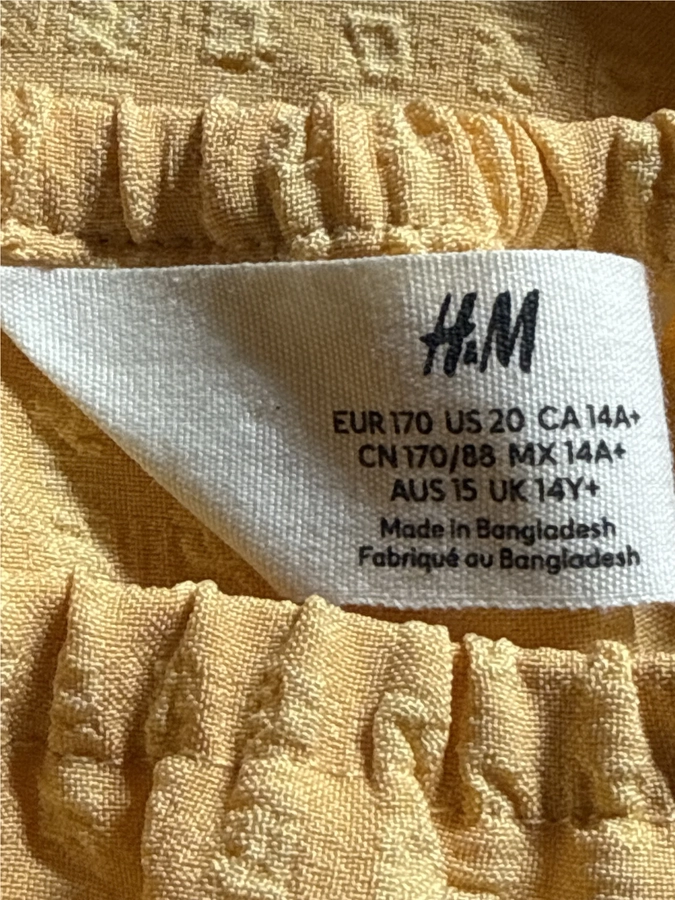 H&M
EUR 170 US 20 CA 14A+
CN 170/88 MX 14A+
AUS 15 UK 14Y+
Made in Bangladesh
Fabriqué au Bangladesh